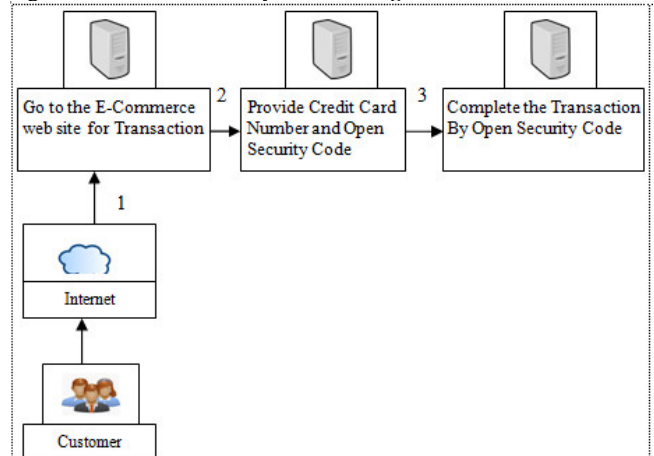 Go to the E-Commerce
web site for Transaction
2
Provide Credit Card
Number and Open
Security Code
3
Complete the Transaction
By Open Security Code
1
Internet
Customer